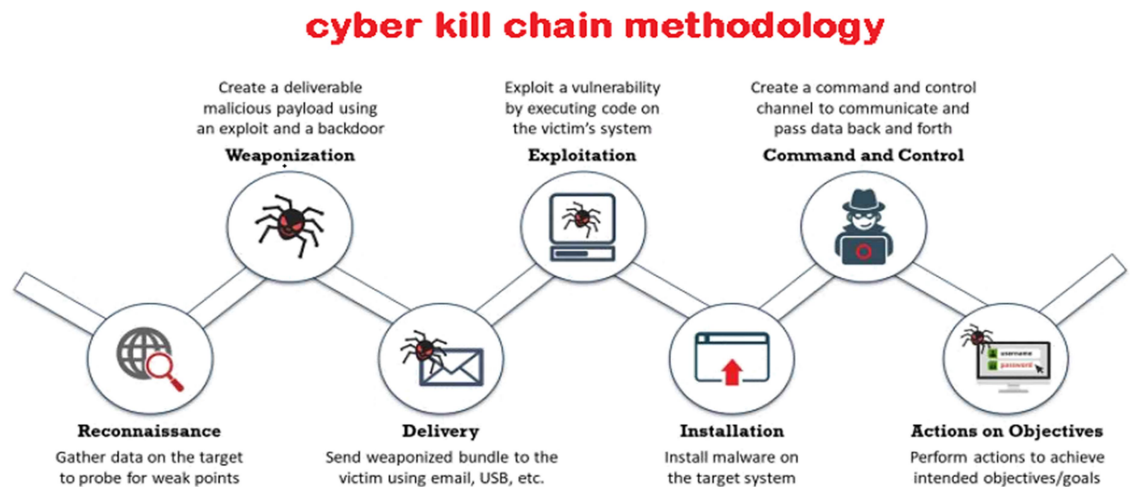 cyber kill chain methodology
Create a deliverable
malicious payload using
an exploit and a backdoor
Weaponization
Exploit a vulnerability
by executing code on
the victim's system
Exploitation
Create a command and control
channel to communicate and
pass data back and forth
Command and Control
Reconnaissance
Gather data on the target
to probe for weak points
Delivery
Send weaponized bundle to the
victim using email, USB, etc.
Installation
Install malware on
the target system
username
password
Actions on Objectives
Perform actions to achieve
intended objectives/goals